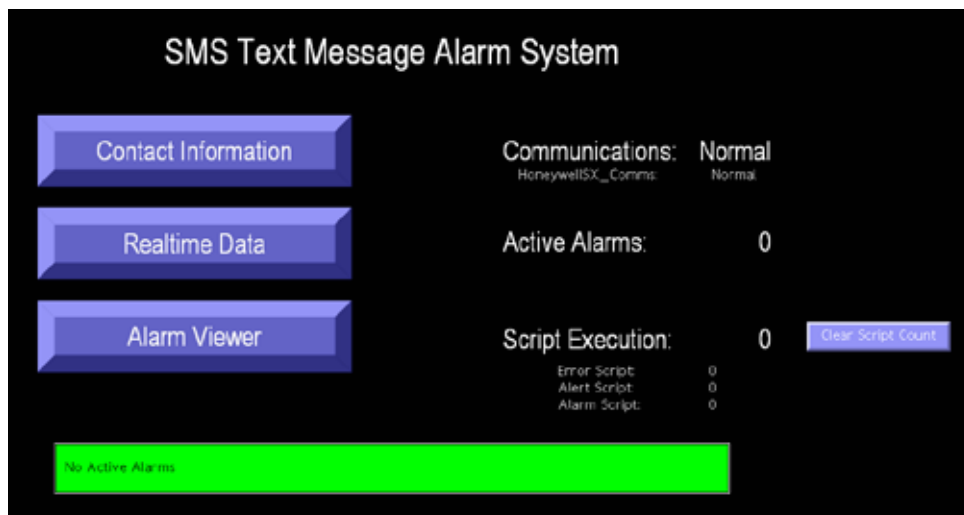 SMS Text Message Alarm System
Contact Information
Communications: Normal
HoneywellSX_Comms: Normal
Realtime Data
Active Alarms: 0
Alarm Viewer
Script Execution: 0 Clear Script Count
Error Script: 0
Alert Script: 0
Alarm Script: 0
No Active Alarms